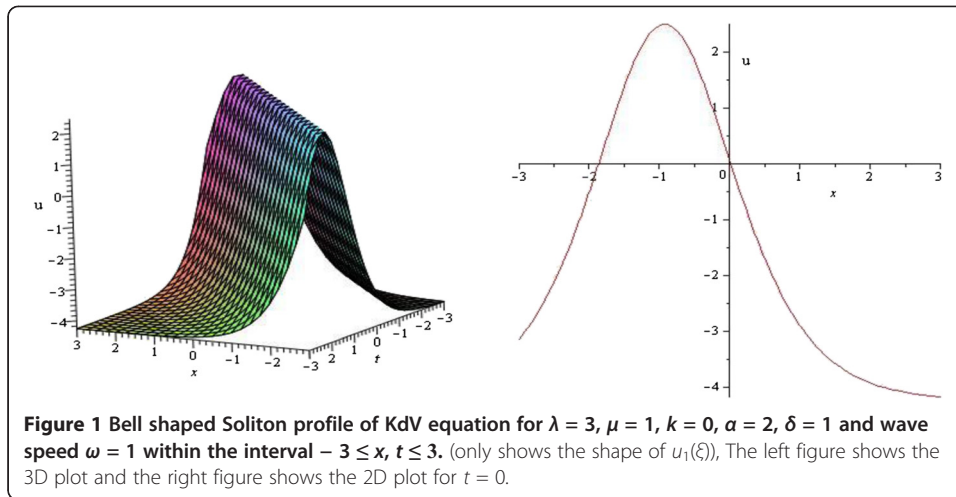 2
1
0
-1
-2
-3
-4
u
3 2 1 0 -1 -2 -3
x
2 1 0 -1 -2 -3
t
2
1
-1
-2
-3
-4
u
-3 -2 -1 0 1 2 3
x
Figure 1 Bell shaped Soliton profile of KdV equation for λ = 3, μ = 1, k = 0, α = 2, δ = 1 and wave
speed ω = 1 within the interval – 3 ≤ x, t ≤ 3. (only shows the shape of u₁(ξ)), The left figure shows the
3D plot and the right figure shows the 2D plot for t = 0.